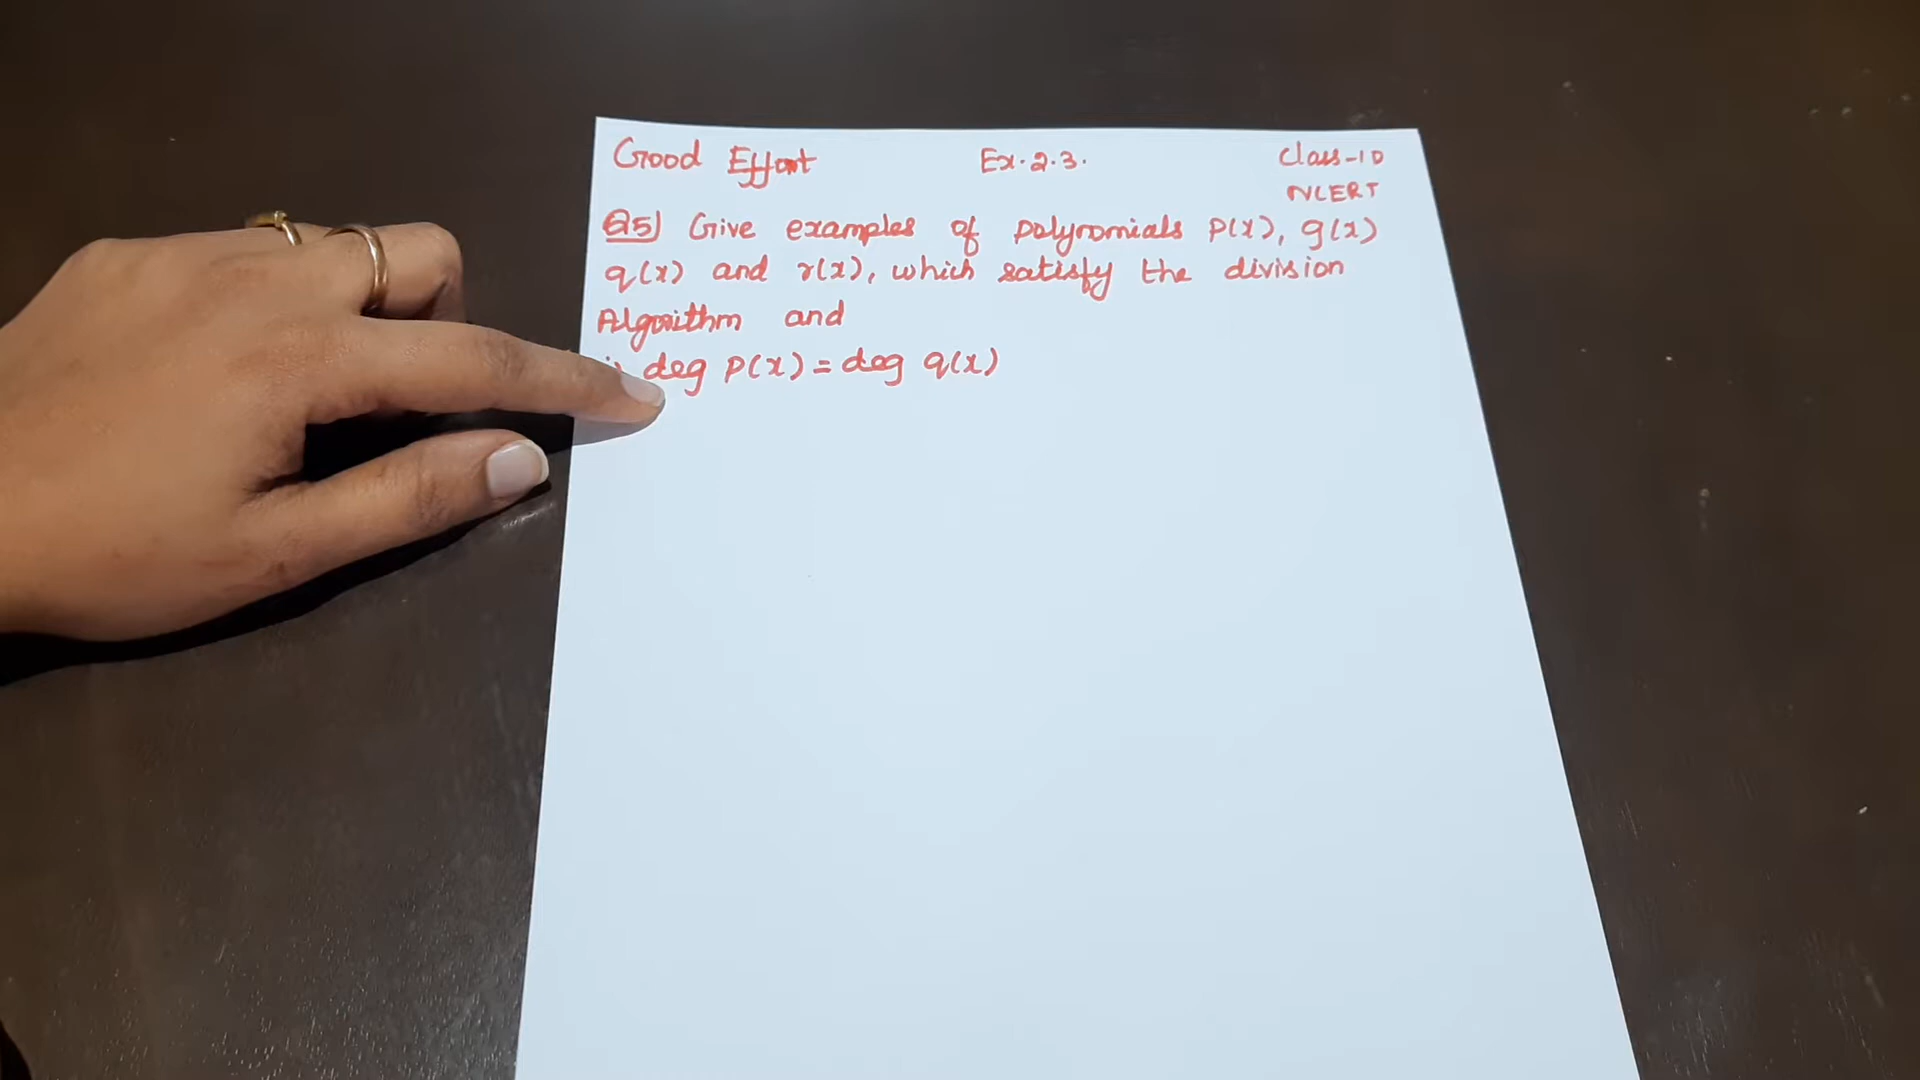 Good Effort Ex. 2.3. Class-10
NCERT
Q5) Give examples of polynomials P(x), g(x)
q(x) and r(x), which satisfy the division
Algorithm and
deg P(x) = deg q(x)